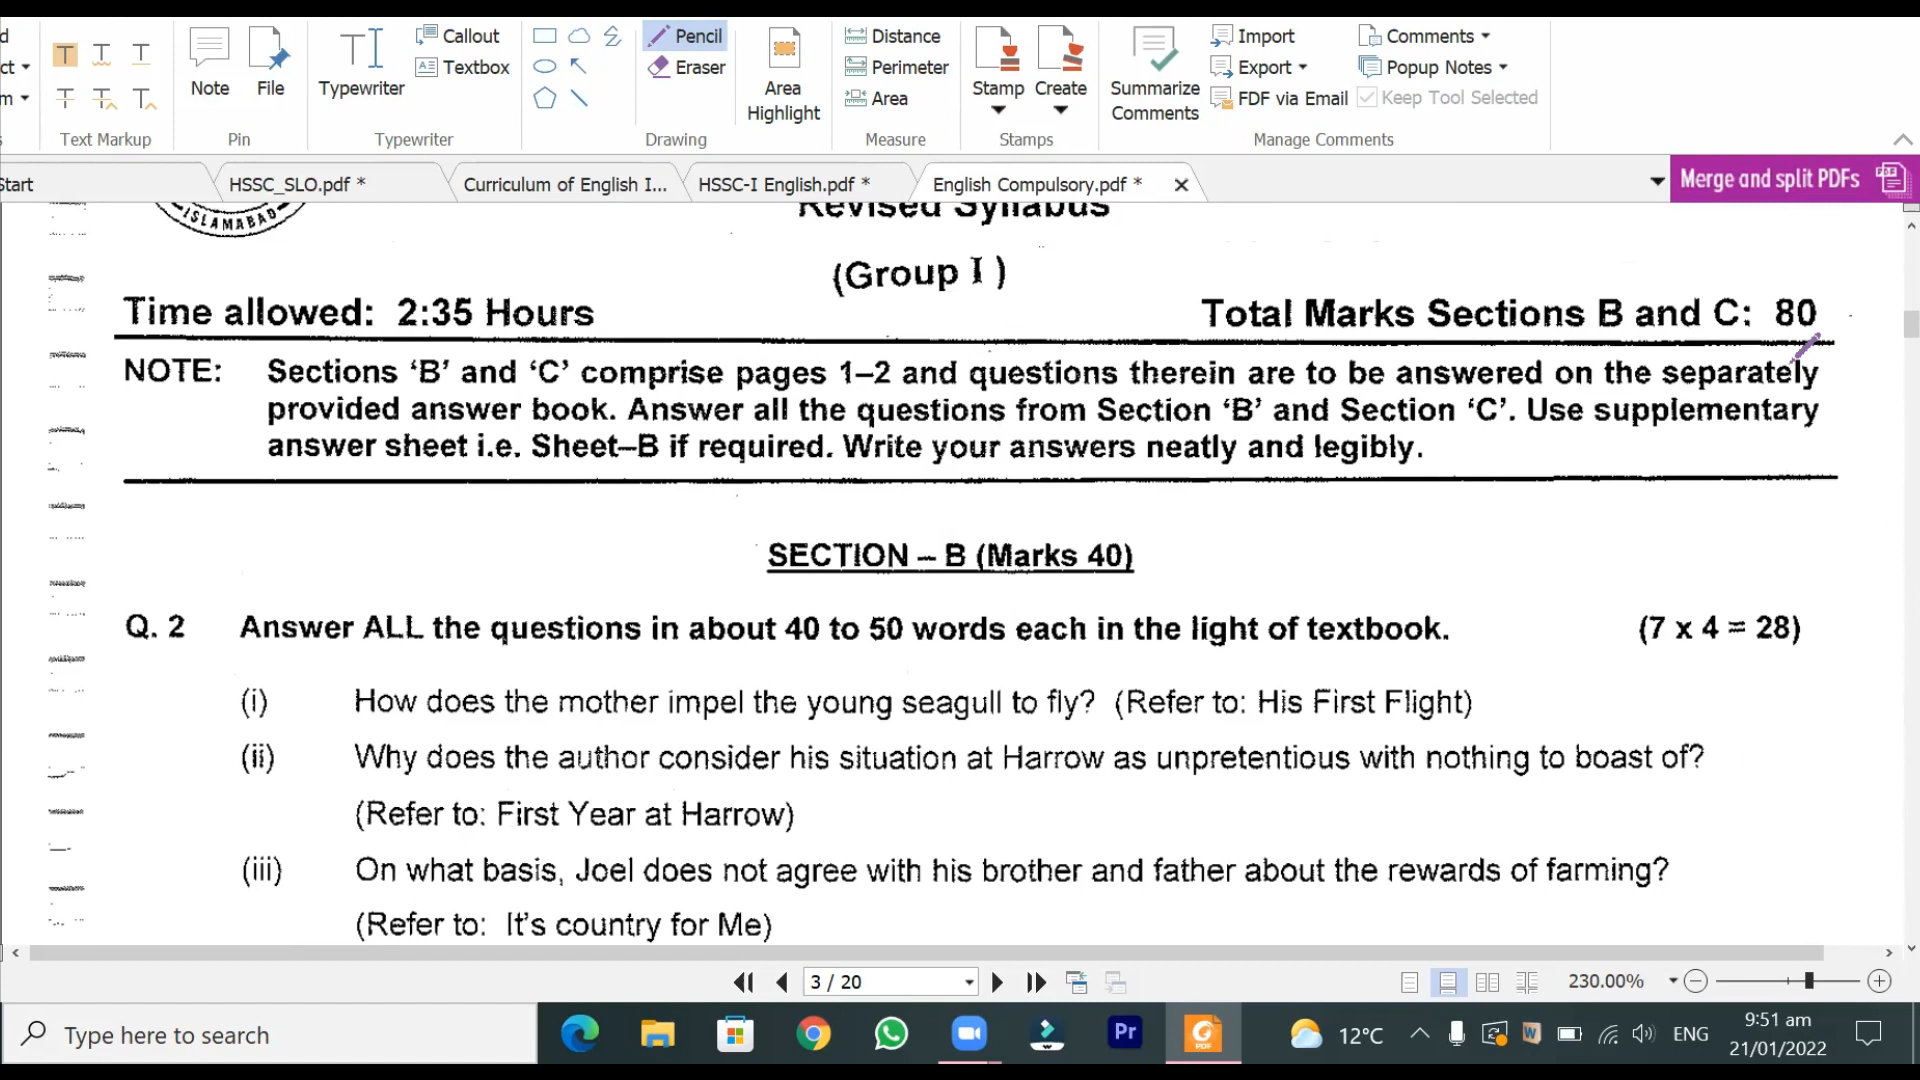 d
Callout
Pencil
Distance
Import
Comments
ct
Textbox
Eraser
Perimeter
Export
Popup Notes
m
Note
File
Typewriter
Area
Highlight
Area
Stamp
Create
Summarize
Comments
FDF via Email
Keep Tool Selected
Text Markup
Pin
Typewriter
Drawing
Measure
Stamps
Manage Comments
Start
HSSC_SLO.pdf *
Curriculum of English I...
HSSC-I English.pdf *
English Compulsory.pdf *
Merge and split PDFs
ISLAMABAD
Revised Syllabus
(Group I )
Time allowed: 2:35 Hours
Total Marks Sections B and C: 80
NOTE: Sections ‘B’ and ‘C’ comprise pages 1–2 and questions therein are to be answered on the separately
provided answer book. Answer all the questions from Section ‘B’ and Section ‘C’. Use supplementary
answer sheet i.e. Sheet–B if required. Write your answers neatly and legibly.
SECTION – B (Marks 40)
Q. 2 Answer ALL the questions in about 40 to 50 words each in the light of textbook. (7 x 4 = 28)
(i) How does the mother impel the young seagull to fly? (Refer to: His First Flight)
(ii) Why does the author consider his situation at Harrow as unpretentious with nothing to boast of?
(Refer to: First Year at Harrow)
(iii) On what basis, Joel does not agree with his brother and father about the rewards of farming?
(Refer to: It’s country for Me)
3 / 20
230.00%
Type here to search
Pr
PDF
12°C
W
ENG
9:51 am
21/01/2022